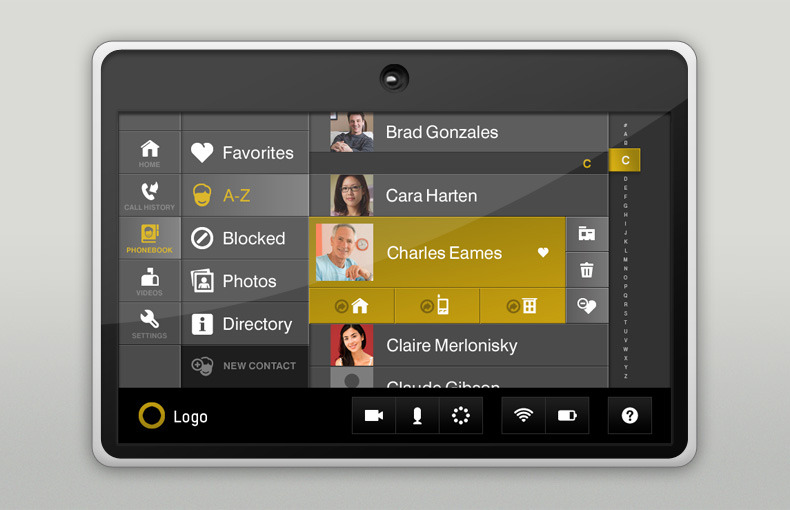 Brad Gonzales
C
Cara Harten
Charles Eames
Claire Merlonisky
Claude Gibson
HOME
CALL HISTORY
PHONEBOOK
VIDEOS
SETTINGS
Favorites
A-Z
Blocked
Photos
Directory
NEW CONTACT
#
A
B
C
D
E
F
G
H
I
J
K
L
M
N
O
P
Q
R
S
T
U
V
W
X
Y
Z
Logo